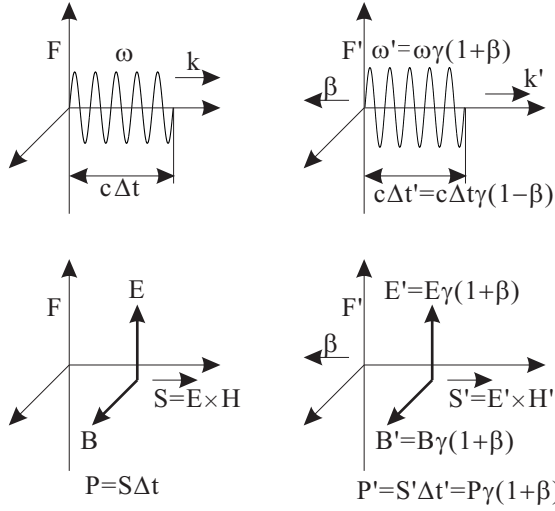 F
ω
k
cΔt
F'
ω'=ωγ(1+β)
β
k'
cΔt'=cΔtγ(1−β)
F
E
S=E×H
B
P=SΔt
F'
E'=Eγ(1+β)
β
S'=E'×H'
B'=Bγ(1+β)
P'=S'Δt'=Pγ(1+β)